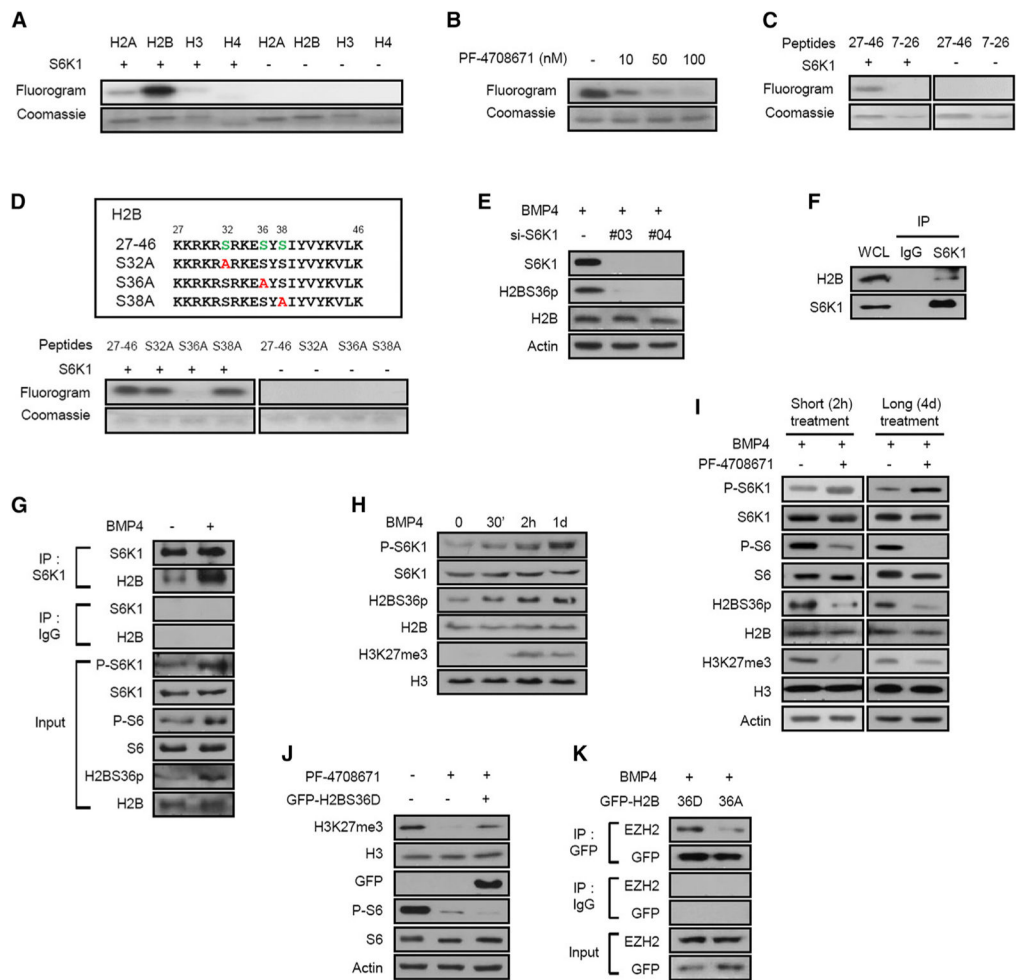 A
H2A H2B H3 H4 H2A H2B H3 H4
S6K1 + + + + - - - -
Fluorogram
Coomassie
B
PF-4708671 (nM) - 10 50 100
Fluorogram
Coomassie
C
Peptides 27-46 7-26 27-46 7-26
S6K1 + + - -
Fluorogram
Coomassie
D
H2B
27 32 36 38 46
27-46 KKRKRSRKESYSIYVYKVLK
S32A KKRKRARKESYSIYVYKVLK
S36A KKRKRSRKEAYSIYVYKVLK
S38A KKRKRSRKESYAIYVYKVLK
Peptides 27-46 S32A S36A S38A 27-46 S32A S36A S38A
S6K1 + + + + - - - -
Fluorogram
Coomassie
E
BMP4 + + +
si-S6K1 - #03 #04
S6K1
H2BS36p
H2B
Actin
F
IP
WCL IgG S6K1
H2B
S6K1
G
BMP4 - +
IP :
S6K1
S6K1
H2B
IP :
IgG
S6K1
H2B
Input
P-S6K1
S6K1
P-S6
S6
H2BS36p
H2B
H
BMP4 0 30' 2h 1d
P-S6K1
S6K1
H2BS36p
H2B
H3K27me3
H3
I
Short (2h) Long (4d)
treatment treatment
BMP4 + + + +
PF-4708671 - + - +
P-S6K1
S6K1
P-S6
S6
H2BS36p
H2B
H3K27me3
H3
Actin
J
PF-4708671 - + +
GFP-H2BS36D - - +
H3K27me3
H3
GFP
P-S6
S6
Actin
K
BMP4 + +
GFP-H2B 36D 36A
IP :
GFP
EZH2
GFP
IP :
IgG
EZH2
GFP
Input
EZH2
GFP